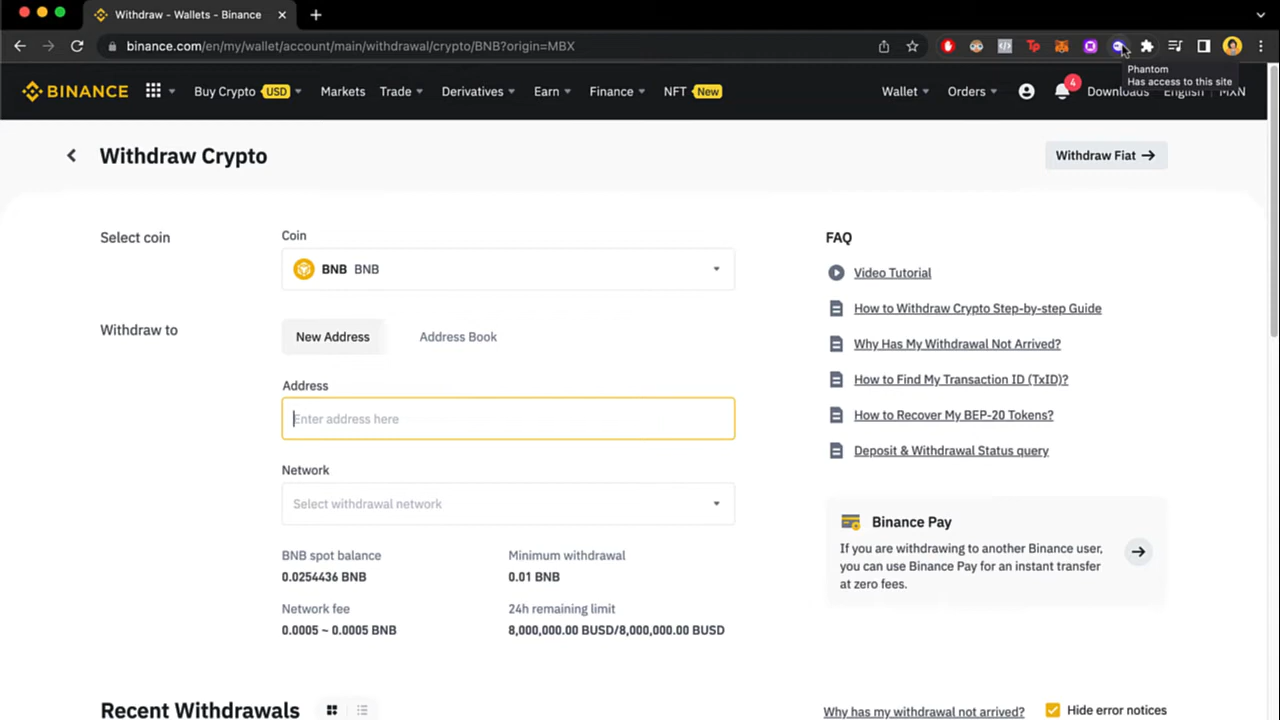 Withdraw - Wallets - Binance
binance.com/en/my/wallet/account/main/withdrawal/crypto/BNB?origin=MBX
Tp
Phantom
Has access to this site
BINANCE Buy Crypto USD Markets Trade Derivatives Earn Finance NFT New Wallet Orders 4 Downloads English MXN
Withdraw Crypto
Withdraw Fiat
Select coin
Coin
BNB BNB
Withdraw to
New Address Address Book
Address
Enter address here
Network
Select withdrawal network
BNB spot balance Minimum withdrawal
0.0254436 BNB 0.01 BNB
Network fee 24h remaining limit
0.0005 ~ 0.0005 BNB 8,000,000.00 BUSD/8,000,000.00 BUSD
FAQ
Video Tutorial
How to Withdraw Crypto Step-by-step Guide
Why Has My Withdrawal Not Arrived?
How to Find My Transaction ID (TxID)?
How to Recover My BEP-20 Tokens?
Deposit & Withdrawal Status query
Binance Pay
If you are withdrawing to another Binance user,
you can use Binance Pay for an instant transfer
at zero fees.
Recent Withdrawals
Why has my withdrawal not arrived? Hide error notices